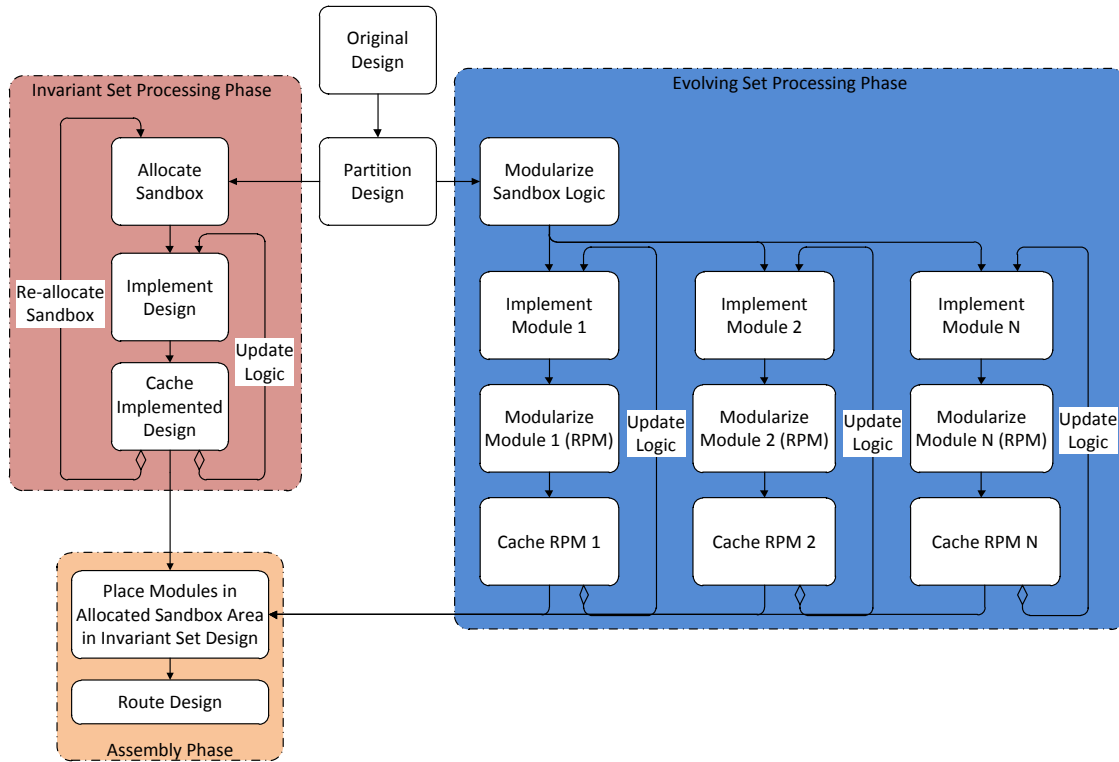 Original
Design
Invariant Set Processing Phase
Evolving Set Processing Phase
Allocate
Sandbox
Partition
Design
Modularize
Sandbox Logic
Re-allocate
Sandbox
Implement
Design
Update
Logic
Cache
Implemented
Design
Implement
Module 1
Implement
Module 2
Implement
Module N
Modularize
Module 1 (RPM)
Update
Logic
Modularize
Module 2 (RPM)
Update
Logic
Modularize
Module N (RPM)
Update
Logic
Cache RPM 1
Cache RPM 2
Cache RPM N
Place Modules in
Allocated Sandbox Area
in Invariant Set Design
Route Design
Assembly Phase